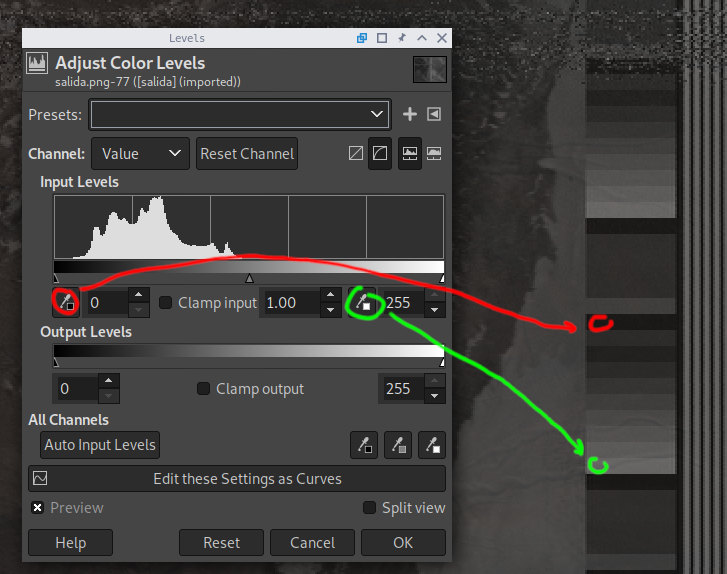 Levels
Adjust Color Levels
salida.png-77 ([salida] (imported))
Presets:
Channel: Value Reset Channel
Input Levels
0 Clamp input 1.00 255
Output Levels
0 Clamp output 255
All Channels
Auto Input Levels
Edit these Settings as Curves
Preview Split view
Help Reset Cancel OK